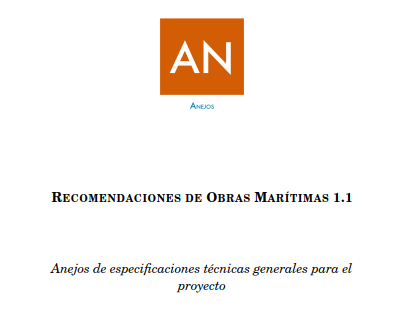 AN
ANEJOS
RECOMENDACIONES DE OBRAS MARÍTIMAS 1.1
Anejos de especificaciones técnicas generales para el
proyecto